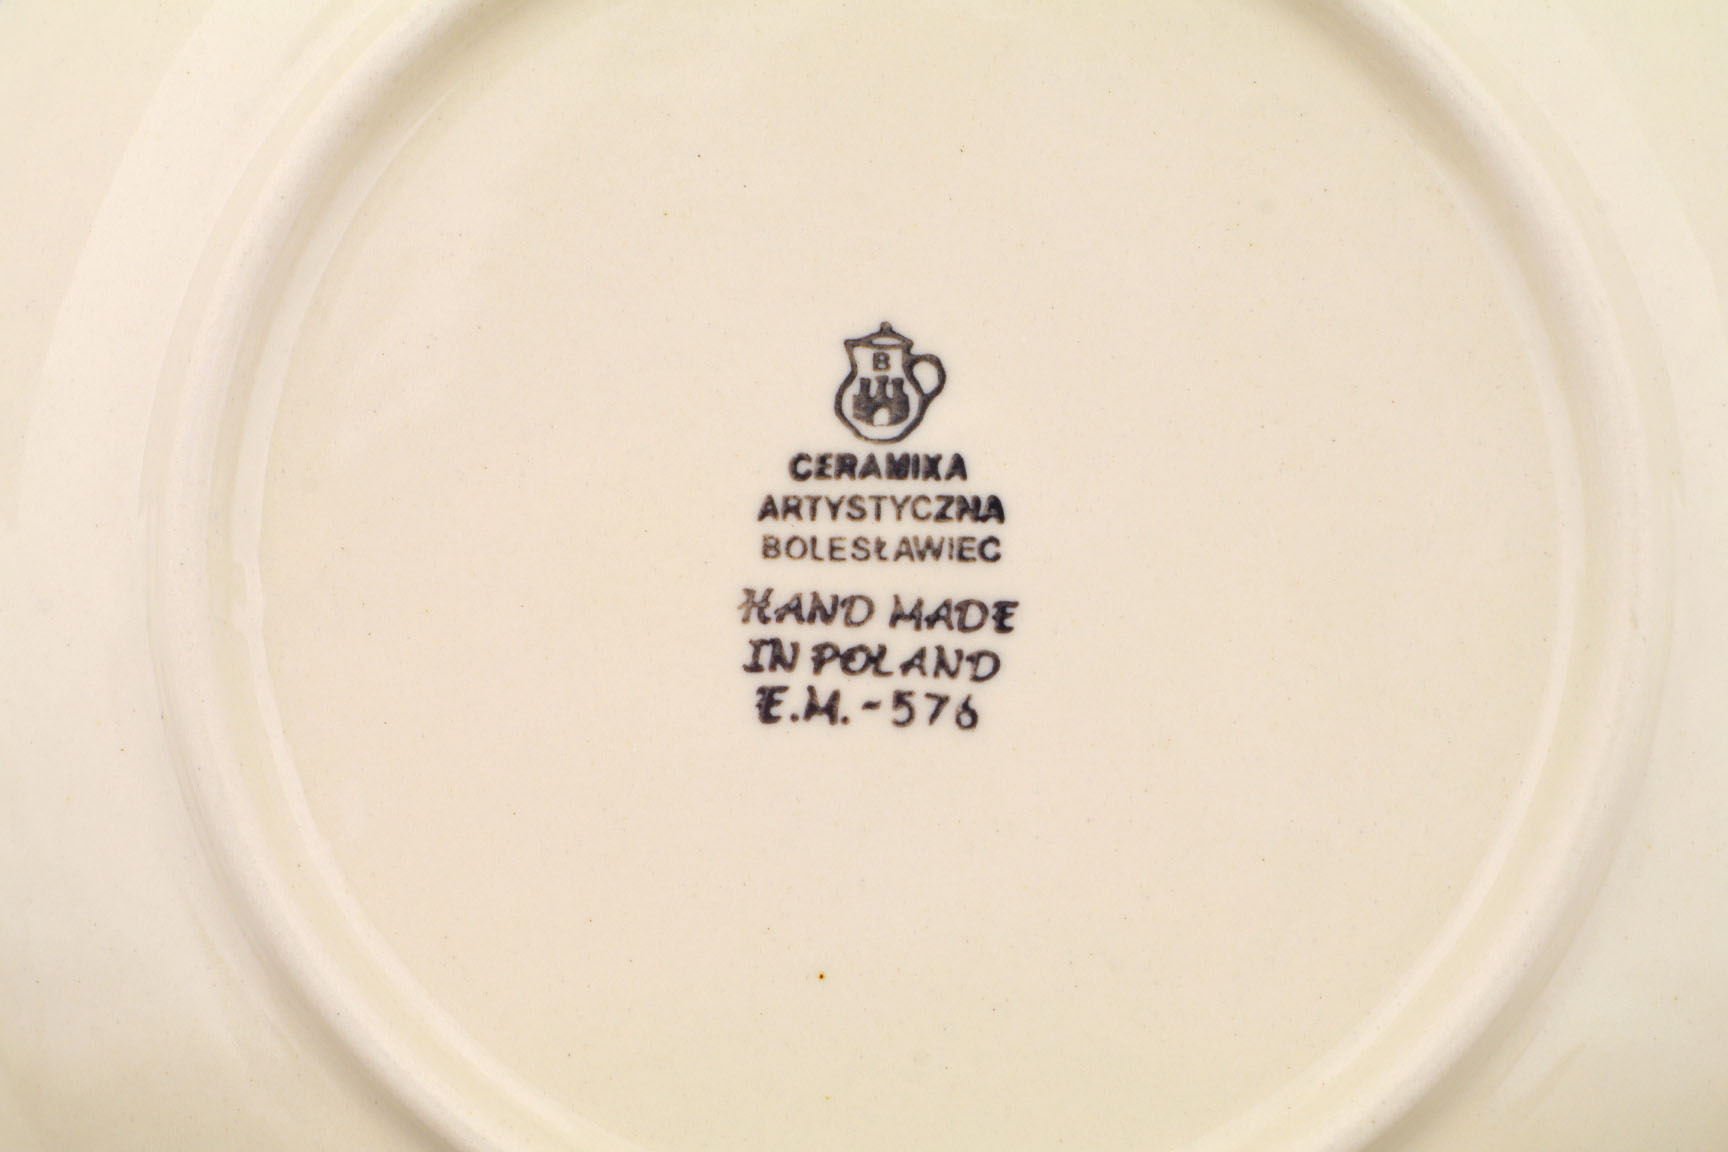 B
CERAMIKA
ARTYSTYCZNA
BOLESŁAWIEC
HAND MADE
IN POLAND
E.M.-576